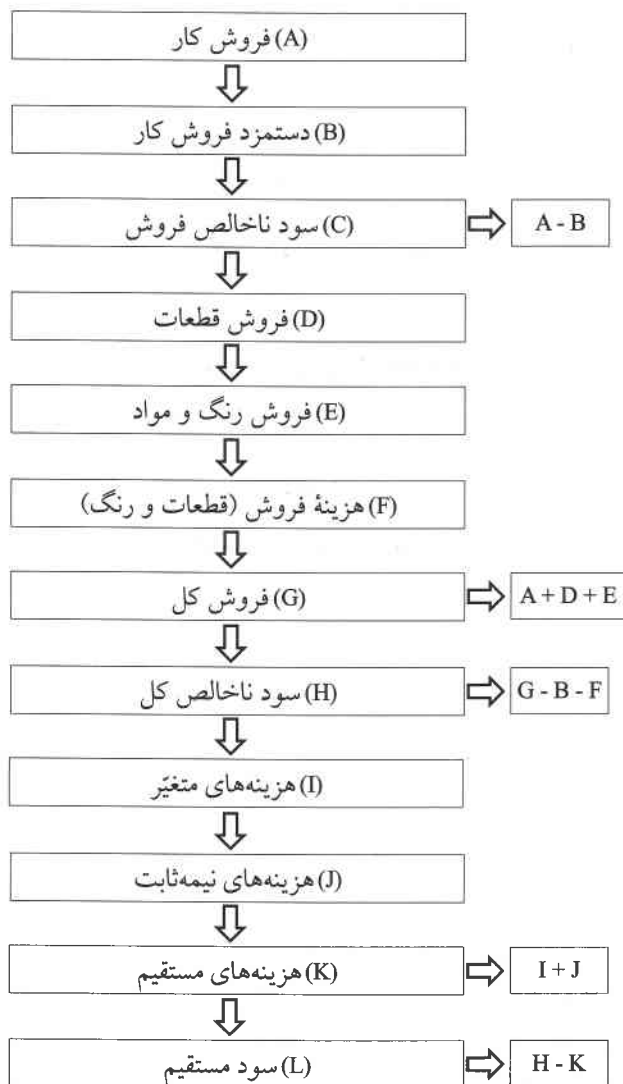 (A) فروش کار
(B) دستمزد فروش کار
(C) سود ناخالص فروش
A - B
(D) فروش قطعات
(E) فروش رنگ و مواد
(F) هزینهٔ فروش (قطعات و رنگ)
(G) فروش کل
A + D + E
(H) سود ناخالص کل
G - B - F
(I) هزینه‌های متغیّر
(J) هزینه‌های نیمه‌ثابت
(K) هزینه‌های مستقیم
I + J
(L) سود مستقیم
H - K